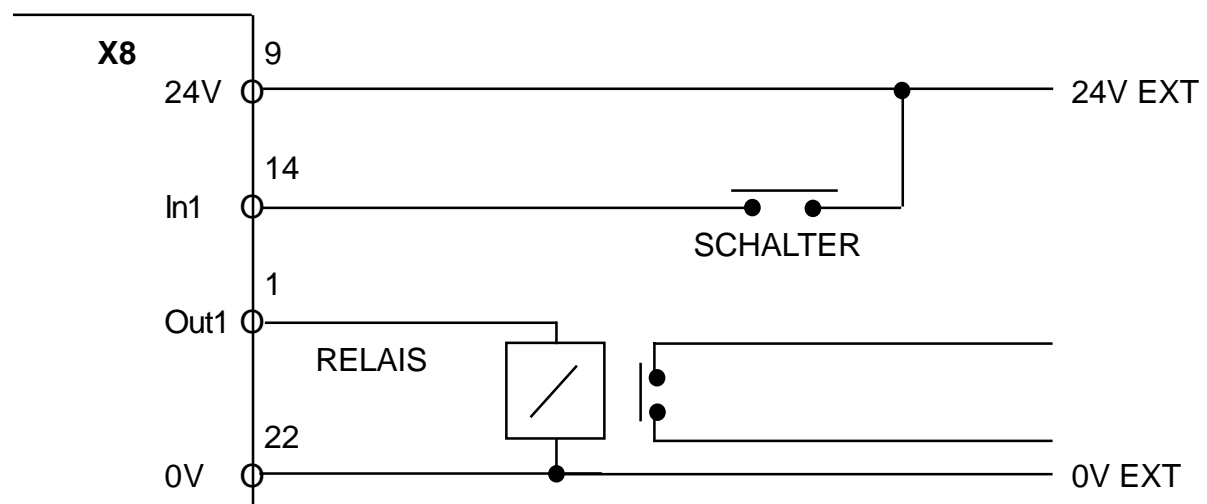 X8
9
24V
24V EXT
14
In1
SCHALTER
1
Out1
RELAIS
22
0V
0V EXT